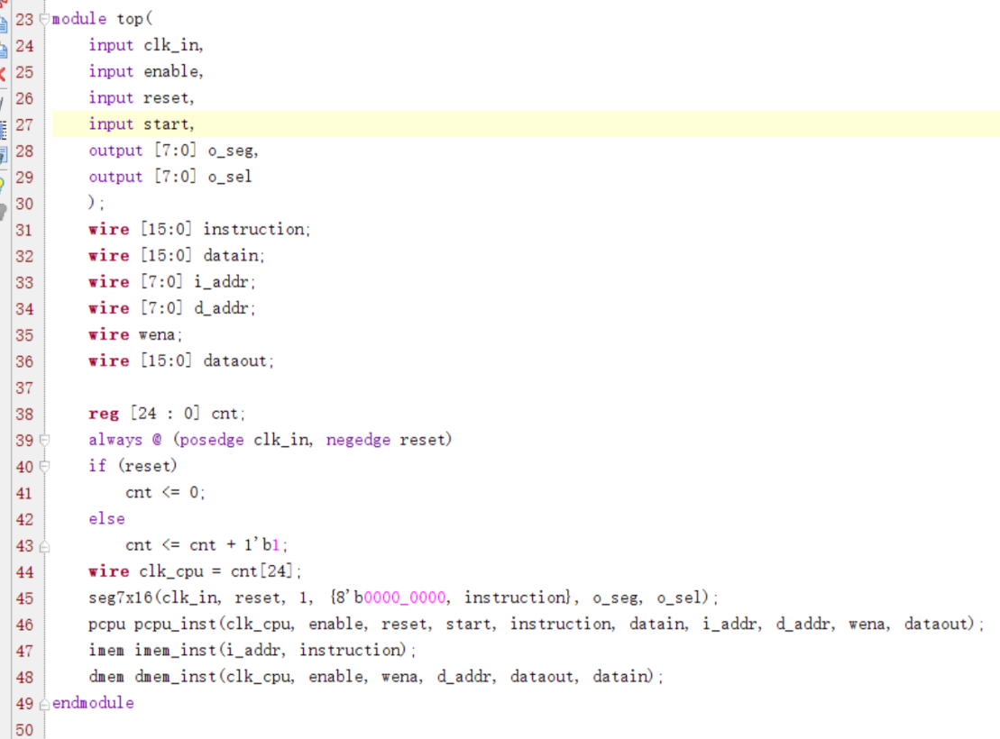 23 module top(
24 input clk_in,
25 input enable,
26 input reset,
27 input start,
28 output [7:0] o_seg,
29 output [7:0] o_sel
30 );
31 wire [15:0] instruction;
32 wire [15:0] datain;
33 wire [7:0] i_addr;
34 wire [7:0] d_addr;
35 wire wena;
36 wire [15:0] dataout;
37
38 reg [24 : 0] cnt;
39 always @ (posedge clk_in, negedge reset)
40 if (reset)
41 cnt <= 0;
42 else
43 cnt <= cnt + 1'b1;
44 wire clk_cpu = cnt[24];
45 seg7x16(clk_in, reset, 1, {8'b0000_0000, instruction}, o_seg, o_sel);
46 pcpu pcpu_inst(clk_cpu, enable, reset, start, instruction, datain, i_addr, d_addr, wena, dataout);
47 imem imem_inst(i_addr, instruction);
48 dmem dmem_inst(clk_cpu, enable, wena, d_addr, dataout, datain);
49 endmodule
50